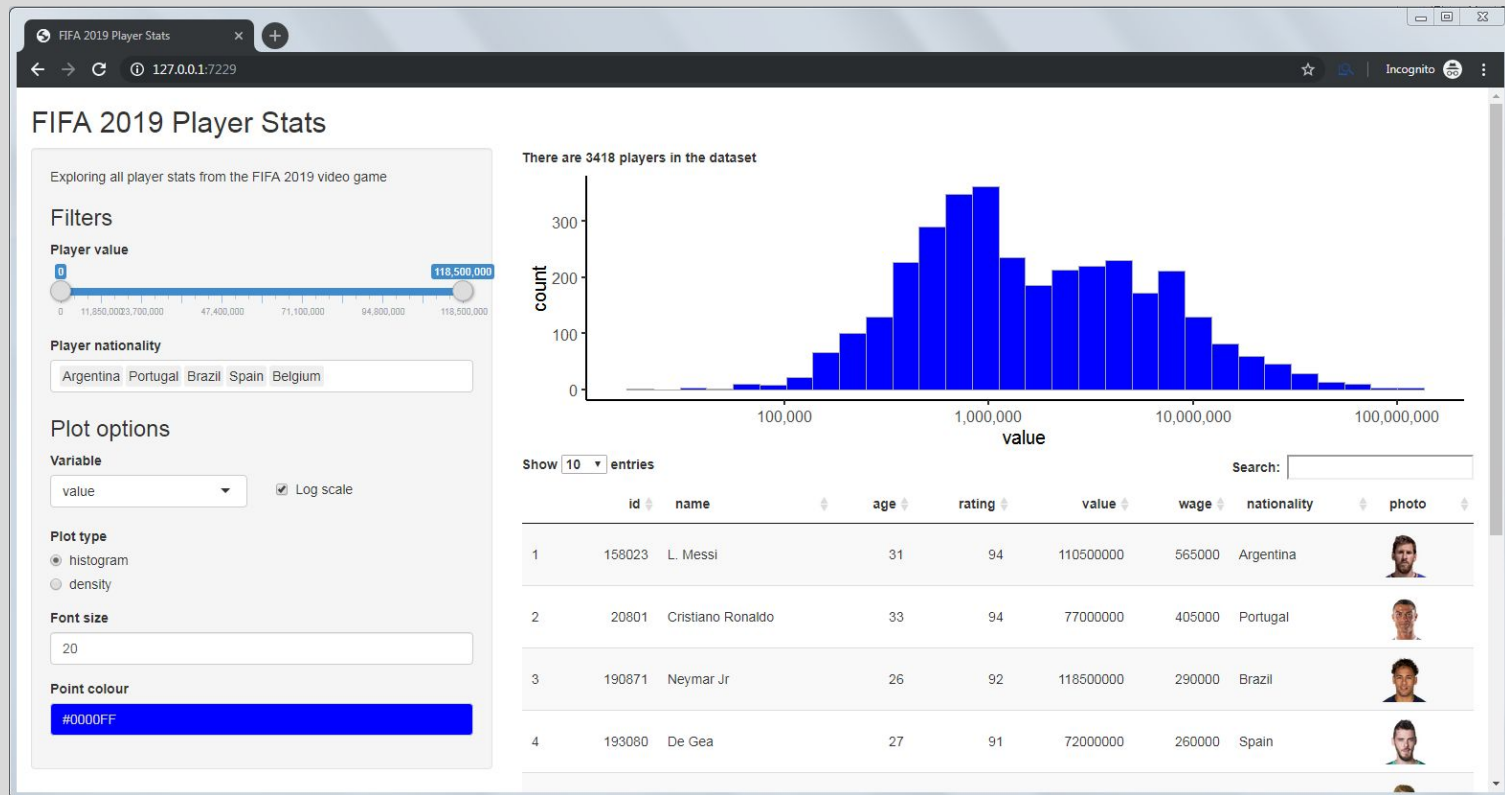 FIFA 2019 Player Stats
127.0.0.1:7229
Incognito
FIFA 2019 Player Stats
Exploring all player stats from the FIFA 2019 video game
Filters
Player value
0 118,500,000
0 11,850,000 23,700,000 47,400,000 71,100,000 94,800,000 118,500,000
Player nationality
Argentina Portugal Brazil Spain Belgium
Plot options
Variable
value Log scale
Plot type
histogram
density
Font size
20
Point colour
#0000FF
There are 3418 players in the dataset
count
300
200
100
0
100,000 1,000,000 10,000,000 100,000,000
value
Show 10 entries Search:
id name age rating value wage nationality photo
1 158023 L. Messi 31 94 110500000 565000 Argentina
2 20801 Cristiano Ronaldo 33 94 77000000 405000 Portugal
3 190871 Neymar Jr 26 92 118500000 290000 Brazil
4 193080 De Gea 27 91 72000000 260000 Spain